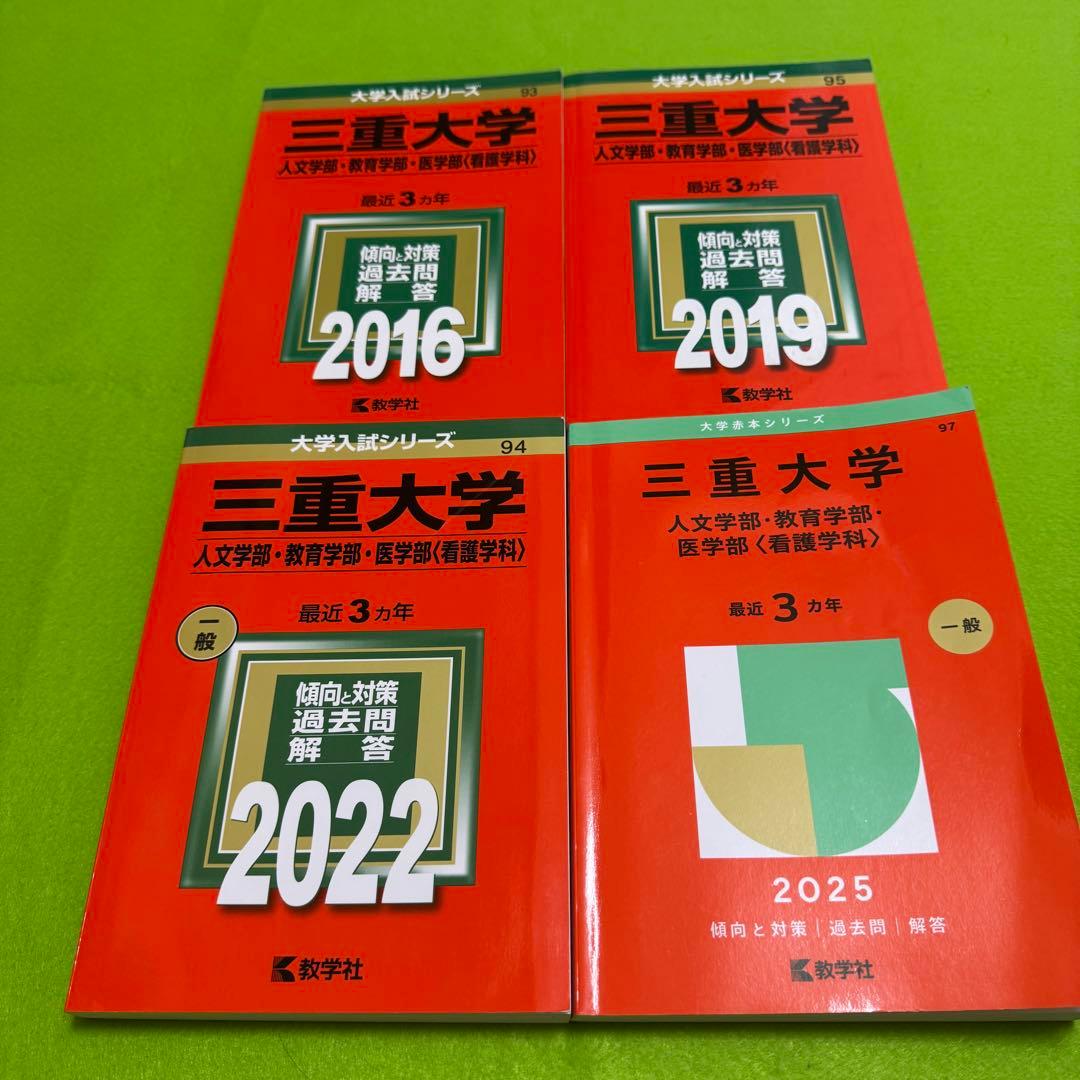 大学入試シリーズ
93
三重大学
人文学部・教育学部・医学部〈看護学科〉
最近3カ年
傾向と対策
過去問
解答
2016
教学社
大学入試シリーズ
95
三重大学
人文学部・教育学部・医学部〈看護学科〉
最近3カ年
傾向と対策
過去問
解答
2019
教学社
大学入試シリーズ
94
三重大学
人文学部・教育学部・医学部〈看護学科〉
最近3カ年
一般
傾向と対策
過去問
解答
2022
教学社
大学赤本シリーズ
97
三重大学
人文学部・教育学部・
医学部〈看護学科〉
最近3カ年
一般
2025
傾向と対策|過去問|解答
教学社